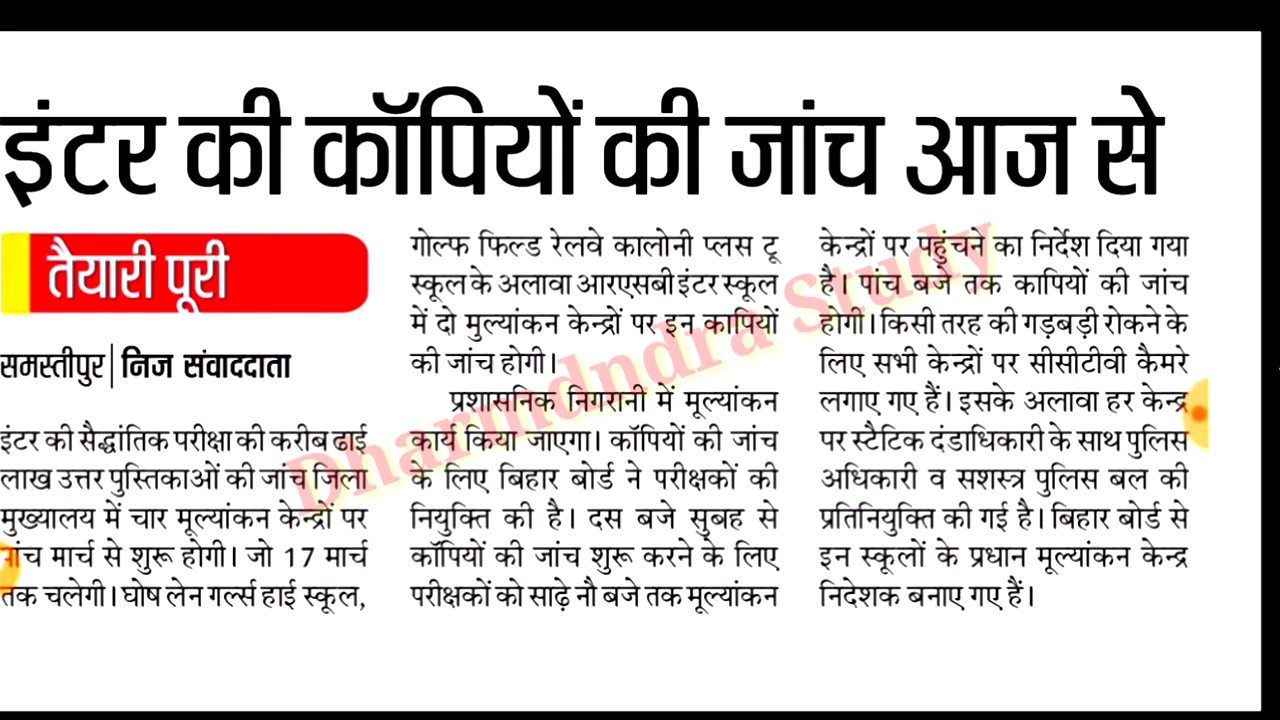 इंटर की कॉपियों की जांच आज से
तैयारी पूरी
समस्तीपुर | निज संवाददाता
इंटर की सैद्धांतिक परीक्षा की करीब ढाई
लाख उत्तर पुस्तिकाओं की जांच जिला
मुख्यालय में चार मूल्यांकन केन्द्रों पर
पांच मार्च से शुरू होगी। जो 17 मार्च
तक चलेगी। घोष लेन गर्ल्स हाई स्कूल,
गोल्फ फिल्ड रेलवे कालोनी प्लस टू
स्कूल के अलावा आरएसबी इंटर स्कूल
में दो मुल्यांकन केन्द्रों पर इन कापियों
की जांच होगी।
प्रशासनिक निगरानी में मूल्यांकन
कार्य किया जाएगा। कॉपियों की जांच
के लिए बिहार बोर्ड ने परीक्षकों की
नियुक्ति की है। दस बजे सुबह से
कॉपियों की जांच शुरू करने के लिए
परीक्षकों को साढ़े नौ बजे तक मूल्यांकन
केन्द्रों पर पहुंचने का निर्देश दिया गया
है। पांच बजे तक कापियों की जांच
होगी। किसी तरह की गड़बड़ी रोकने के
लिए सभी केन्द्रों पर सीसीटीवी कैमरे
लगाए गए हैं। इसके अलावा हर केन्द्र
पर स्टैटिक दंडाधिकारी के साथ पुलिस
अधिकारी व सशस्त्र पुलिस बल की
प्रतिनियुक्ति की गई है। बिहार बोर्ड से
इन स्कूलों के प्रधान मूल्यांकन केन्द्र
निदेशक बनाए गए हैं।
Dharmdndra Study